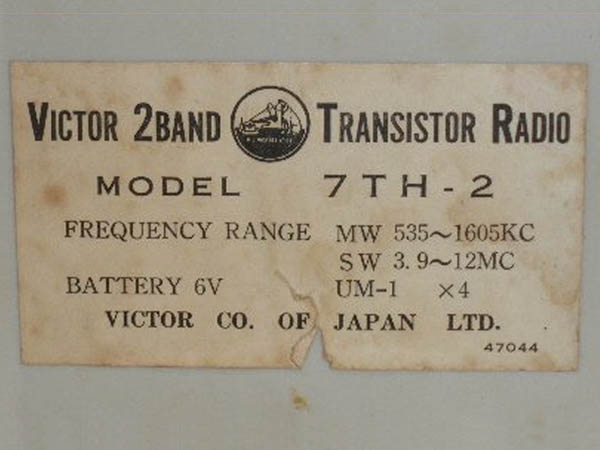 VICTOR 2BAND TRANSISTOR RADIO
MODEL 7TH-2
FREQUENCY RANGE MW 535~1605KC
SW 3.9~12MC
BATTERY 6V UM-1 ×4
VICTOR CO. OF JAPAN LTD.
47044